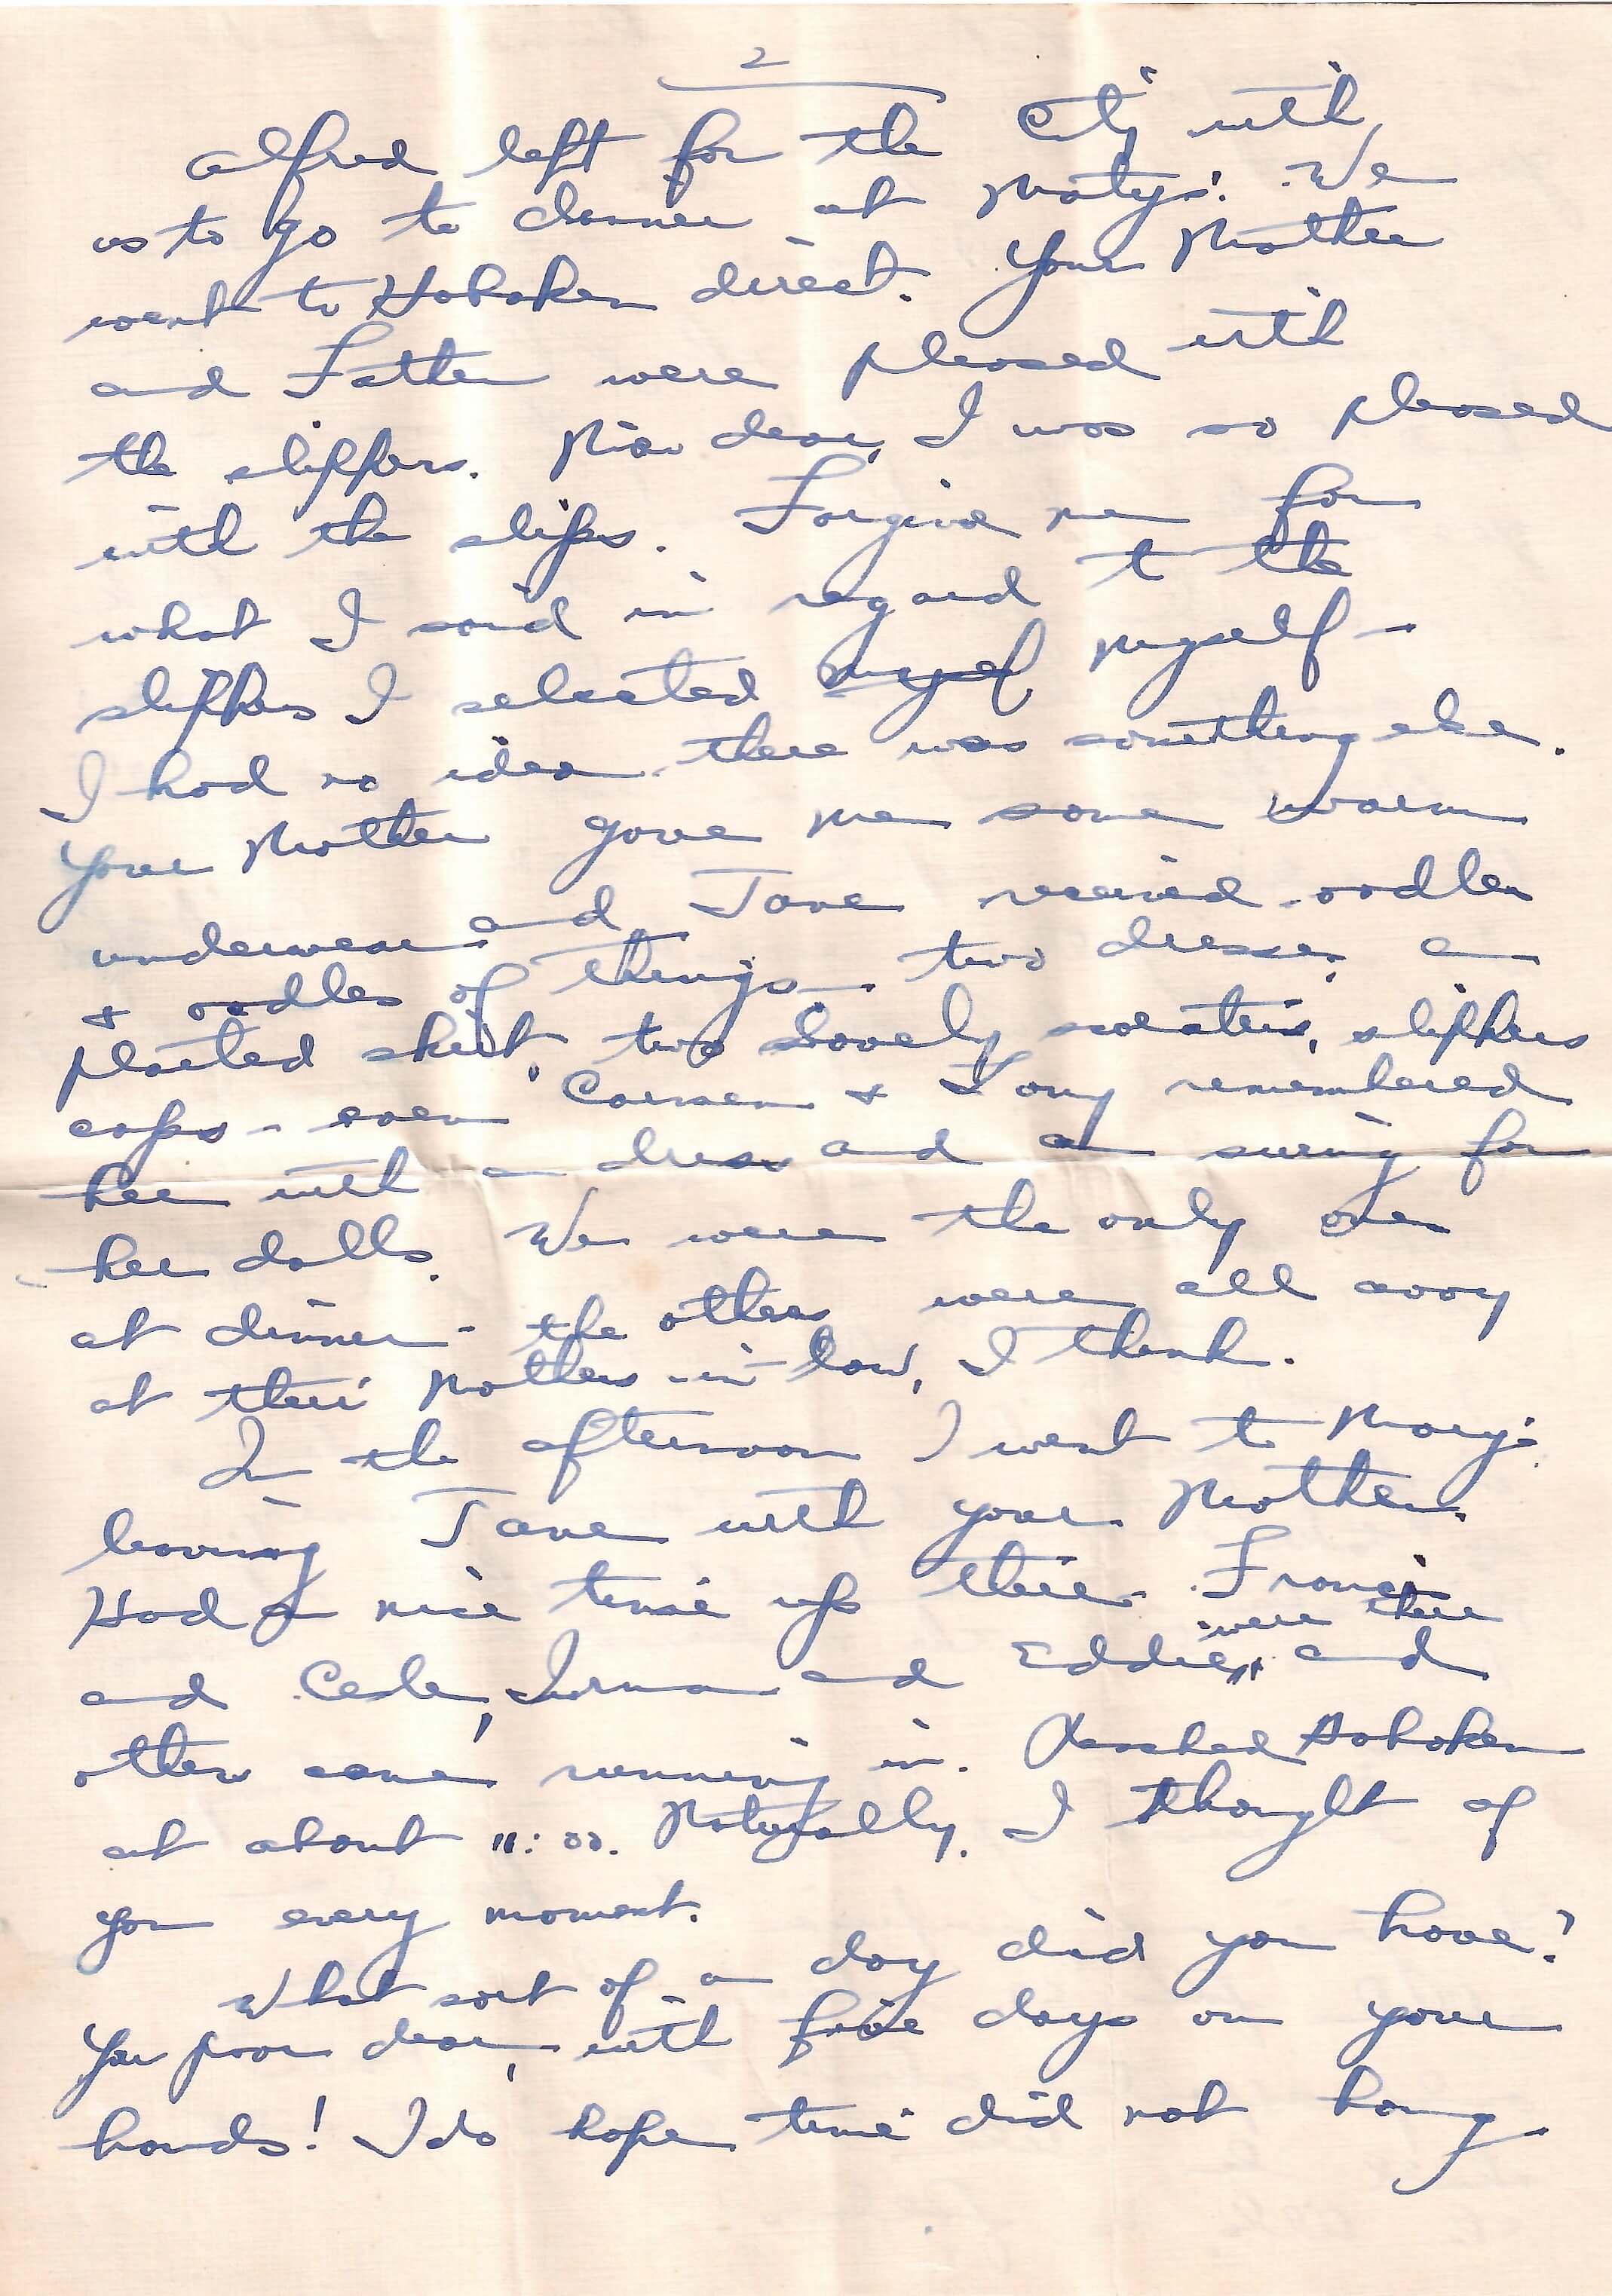 2
Alfred left for the City with
us to go to dinner at Matys'. We
went to Hoboken direct. Your Mother
and Father were pleased with
the slippers. Now dear, I was so pleased
with the slips. Forgive me for
what I said in regard to the
slippers I selected myself myself -
I had no idea there was something else.
Your Mother gave me some warm
underwear and Jane received oodles
+ oodles of things - two dresses, a
plaited skirt, two lovely sweaters, slippers
caps - even Carmen + Tony remembered
her with a dress and a swing for
her dolls. We were the only ones
at dinner - the others were all away
at their Mothers-in-law, I think.
In the afternoon I went to Mary's
leaving Jane with your Mother.
Had a nice time up there. Francis
were there
and Cele, Irma and Eddie, and
others came running in. Reached Hoboken
at about 11:00. Naturally, I thought of
you every moment.
What sort of a day did you have?
You poor dear, with five days on your
hands! I do hope time did not hang